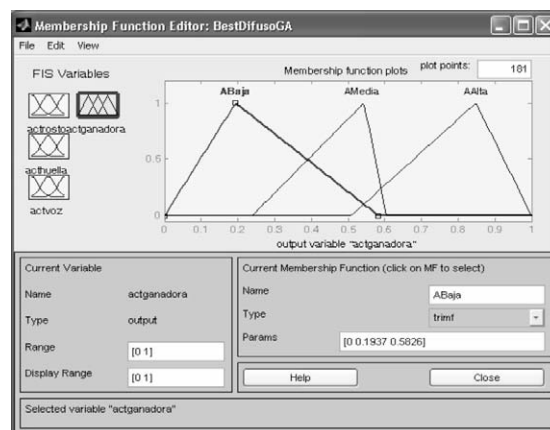 Membership Function Editor: BestDifusoGA
File Edit View
FIS Variables
Membership function plots plot points: 181
actrostro actganadora
acthuella
actvoz
ABaja AMedia AAlta
1
0.5
0
0 0.1 0.2 0.3 0.4 0.5 0.6 0.7 0.8 0.9 1
output variable "actganadora"
Current Variable
Name actganadora
Type output
Range [0 1]
Display Range [0 1]
Current Membership Function (click on MF to select)
Name ABaja
Type trimf
Params [0 0.1937 0.5826]
Help Close
Selected variable "actganadora"